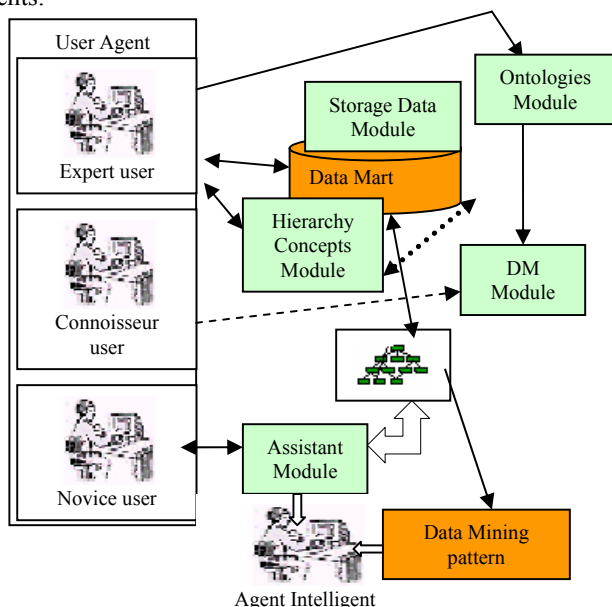 ents:
User Agent
Expert user
Connoisseur
user
Novice user
Storage Data
Module
Data Mart
Hierarchy
Concepts
Module
Ontologies
Module
DM
Module
Assistant
Module
Data Mining
pattern
Agent Intelligent